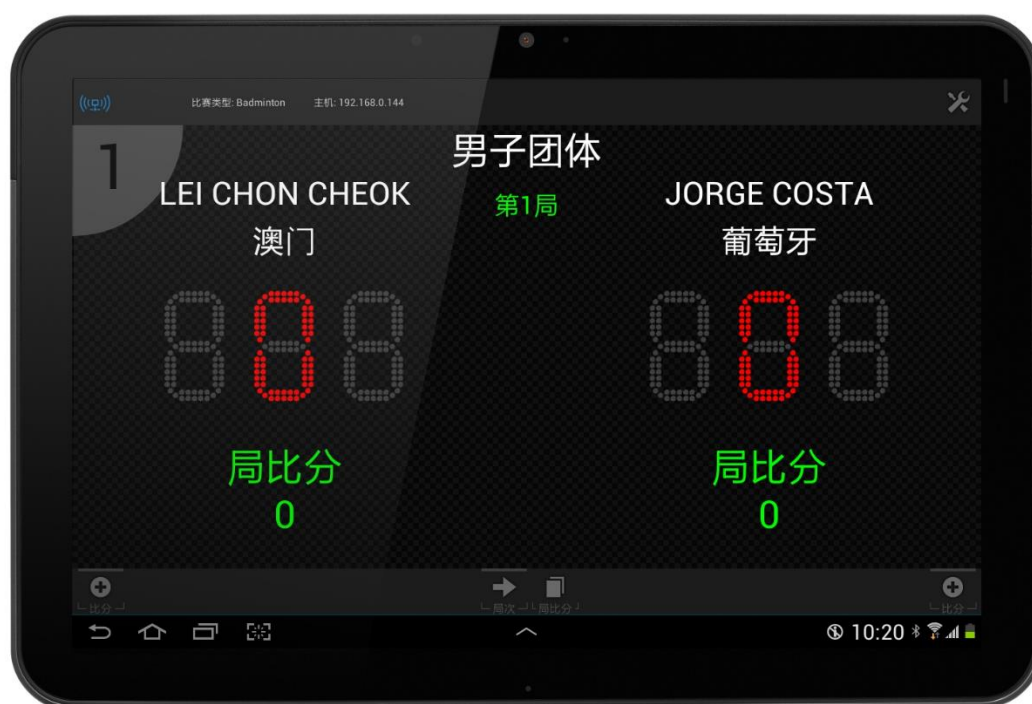 比赛类型: Badminton 主机: 192.168.0.144
1
男子团体
LEI CHON CHEOK
第1局
JORGE COSTA
澳门
葡萄牙
0
0
局比分
局比分
0
0
比分
局次
局比分
比分
10:20